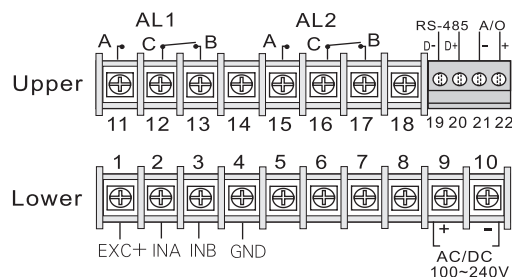 AL1 AL2 RS-485 A/O
A C B A C B D- D+ - +
Upper
11 12 13 14 15 16 17 18 19 20 21 22
1 2 3 4 5 6 7 8 9 10
Lower
+ -
EXC+ INA INB GND AC/DC
100~240V